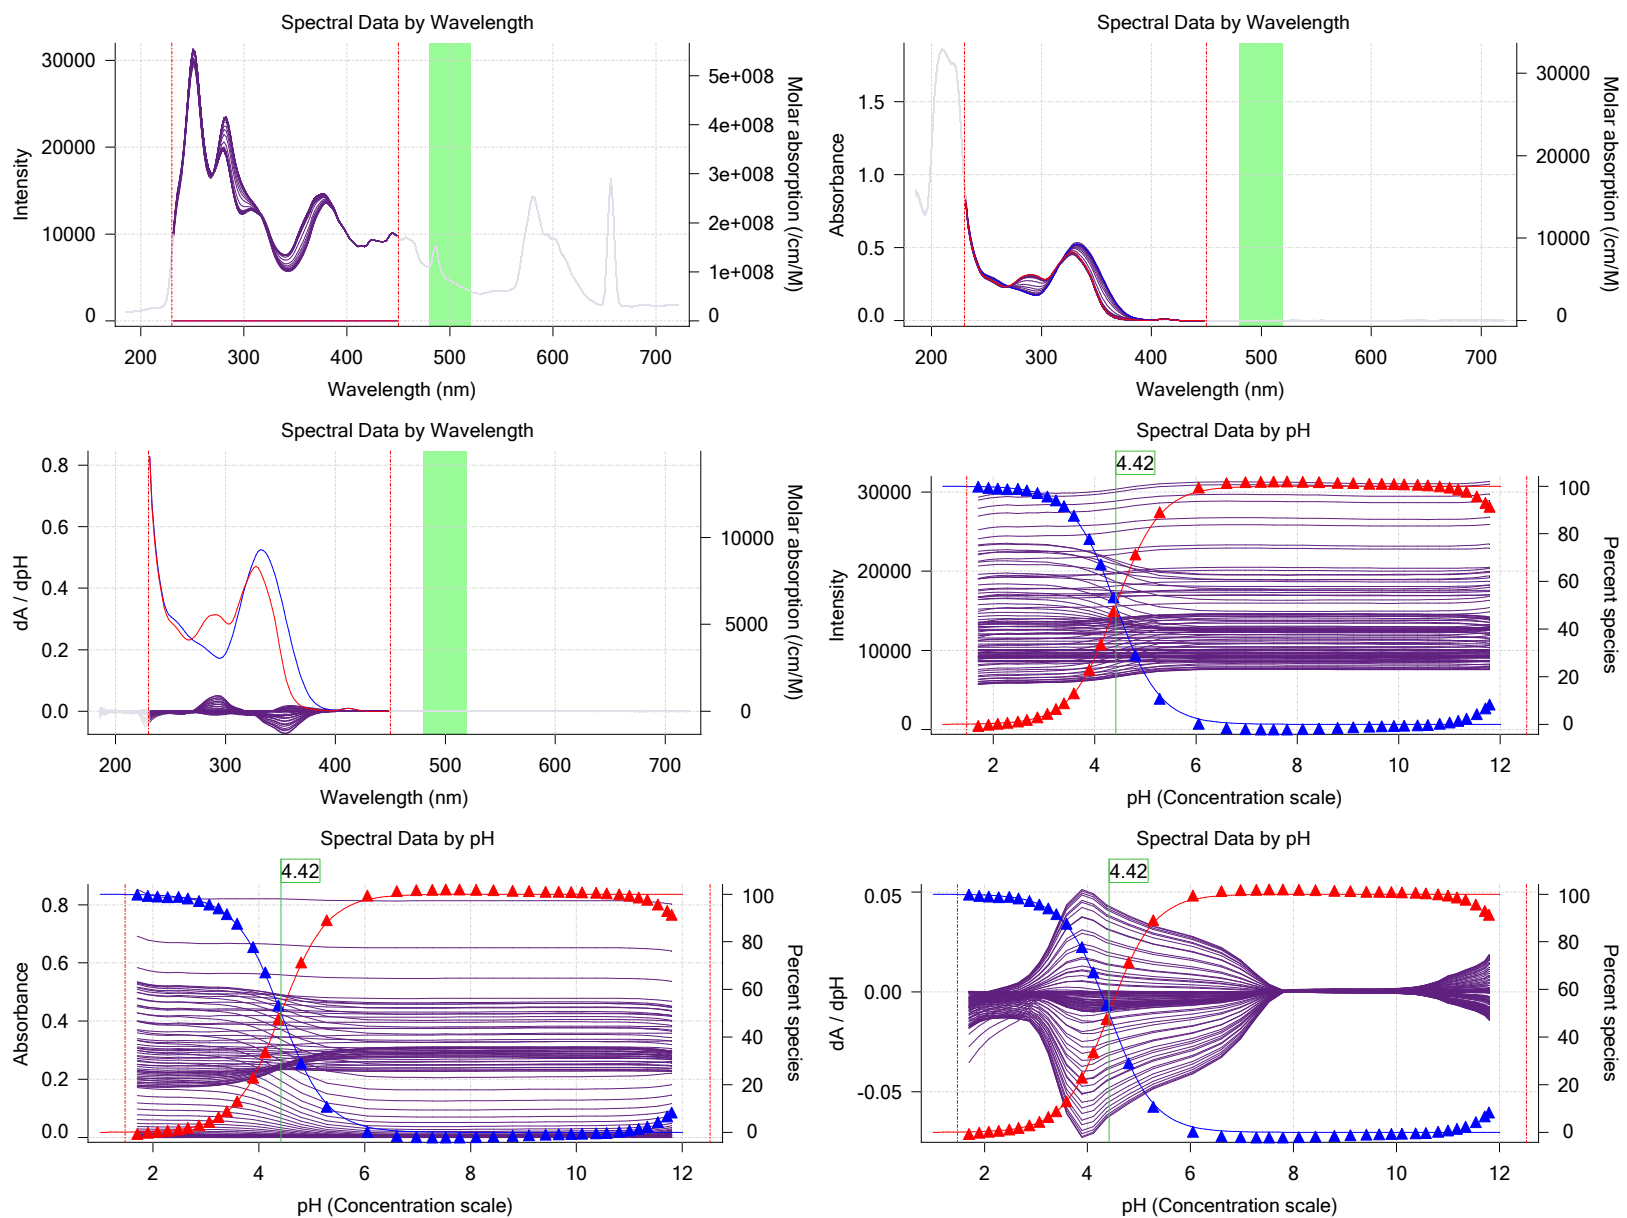 Spectral Data by Wavelength
30000
20000
10000
0
Intensity
5e+008
4e+008
3e+008
2e+008
1e+008
0
Molar absorption (/cm/M)
200 300 400 500 600 700
Wavelength (nm)
Spectral Data by Wavelength
1.5
1.0
0.5
0.0
Absorbance
30000
20000
10000
0
Molar absorption (/cm/M)
200 300 400 500 600 700
Wavelength (nm)
Spectral Data by Wavelength
0.8
0.6
0.4
0.2
0.0
dA / dpH
10000
5000
0
Molar absorption (/cm/M)
200 300 400 500 600 700
Wavelength (nm)
Spectral Data by pH
4.42
30000
20000
10000
0
Intensity
100
80
60
40
20
0
Percent species
2 4 6 8 10 12
pH (Concentration scale)
Spectral Data by pH
4.42
0.8
0.6
0.4
0.2
0.0
Absorbance
100
80
60
40
20
0
Percent species
2 4 6 8 10 12
pH (Concentration scale)
Spectral Data by pH
4.42
0.05
0.00
-0.05
dA / dpH
100
80
60
40
20
0
Percent species
2 4 6 8 10 12
pH (Concentration scale)